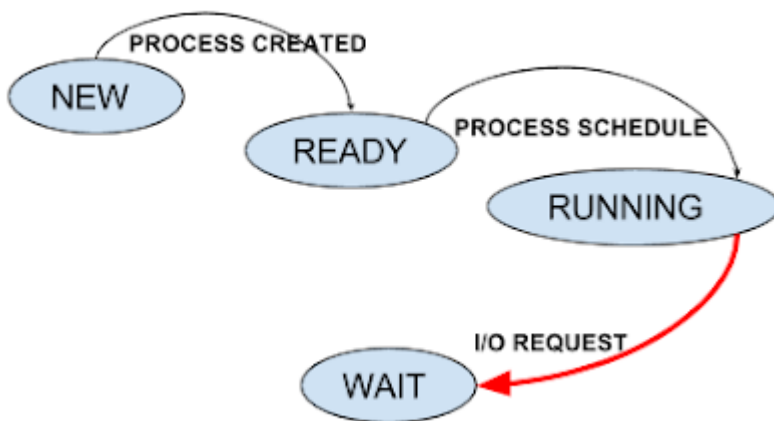 PROCESS CREATED
NEW
READY
PROCESS SCHEDULE
RUNNING
I/O REQUEST
WAIT